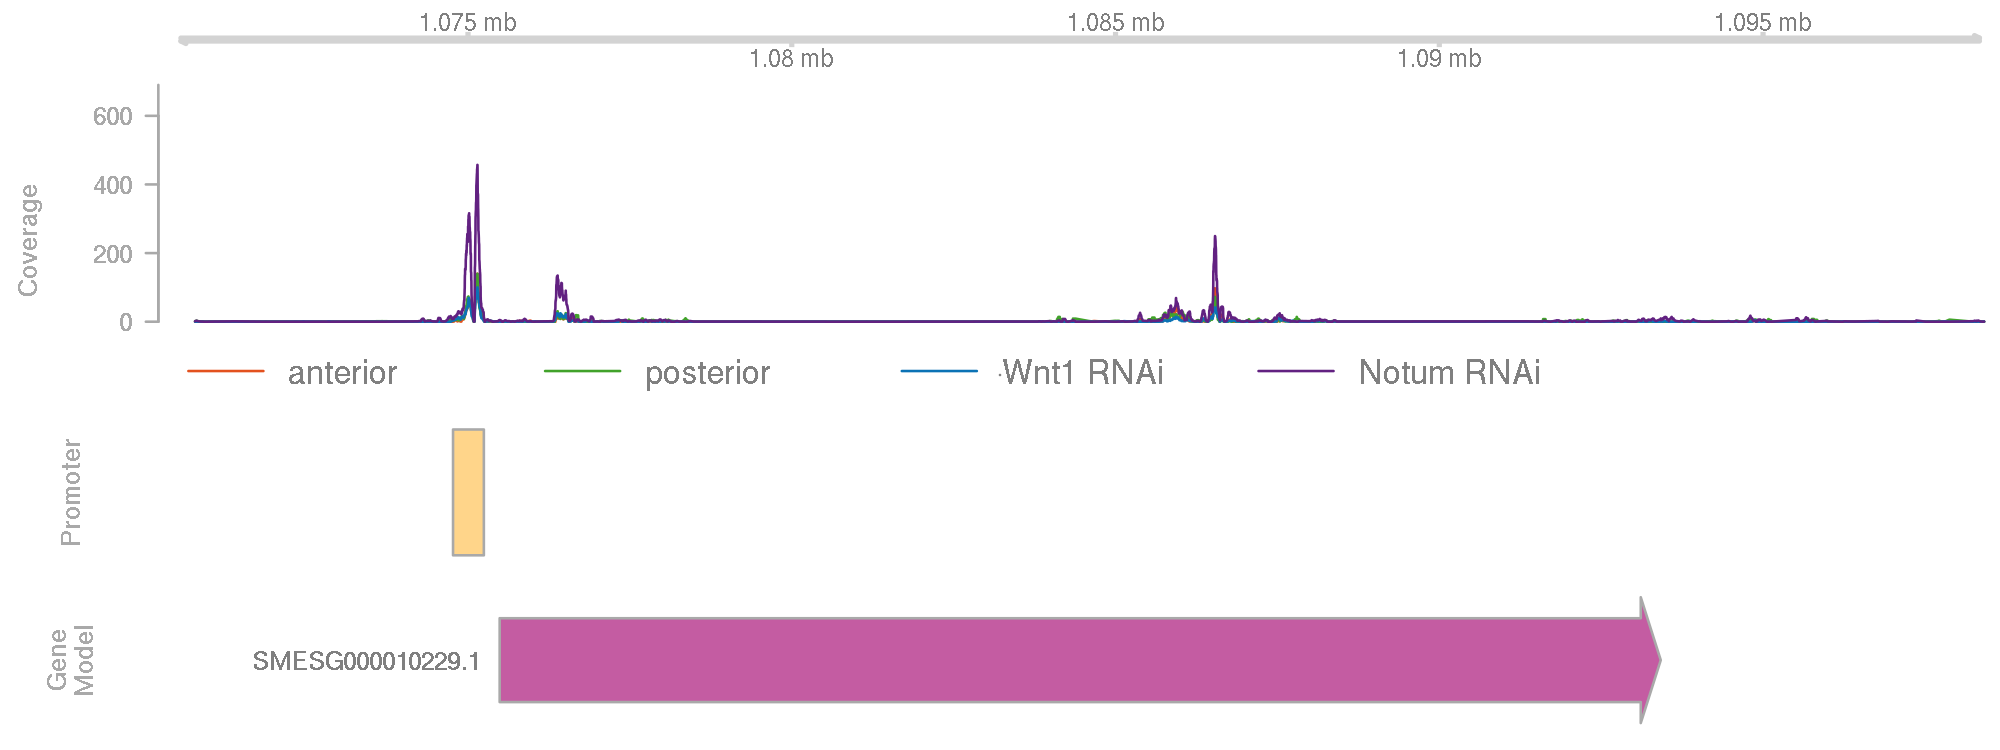 1.075 mb 1.085 mb 1.095 mb
1.08 mb 1.09 mb
Coverage
600
400
200
0
anterior posterior Wnt1 RNAi Notum RNAi
Promoter
Gene
Model
SMESG000010229.1